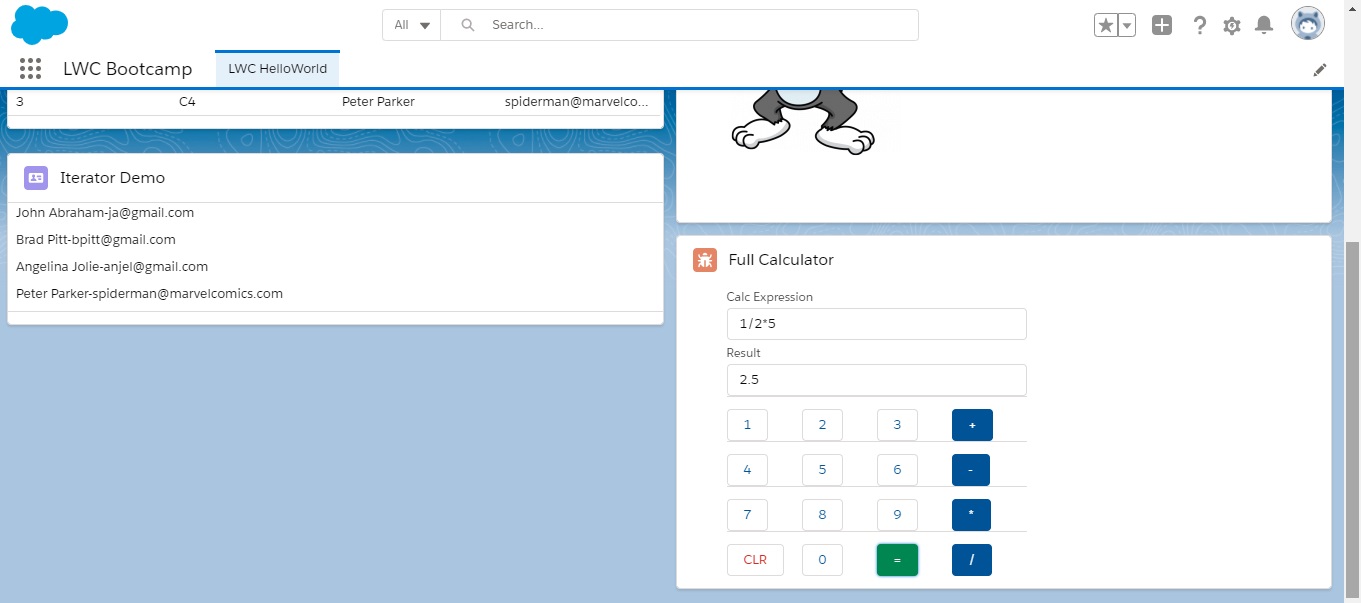 All
Search...
LWC Bootcamp
LWC HelloWorld
3 C4 Peter Parker spiderman@marvelco...
Iterator Demo
John Abraham-ja@gmail.com
Brad Pitt-bpitt@gmail.com
Angelina Jolie-anjel@gmail.com
Peter Parker-spiderman@marvelcomics.com
Full Calculator
Calc Expression
1/2*5
Result
2.5
1 2 3 +
4 5 6 -
7 8 9 *
CLR 0 = /